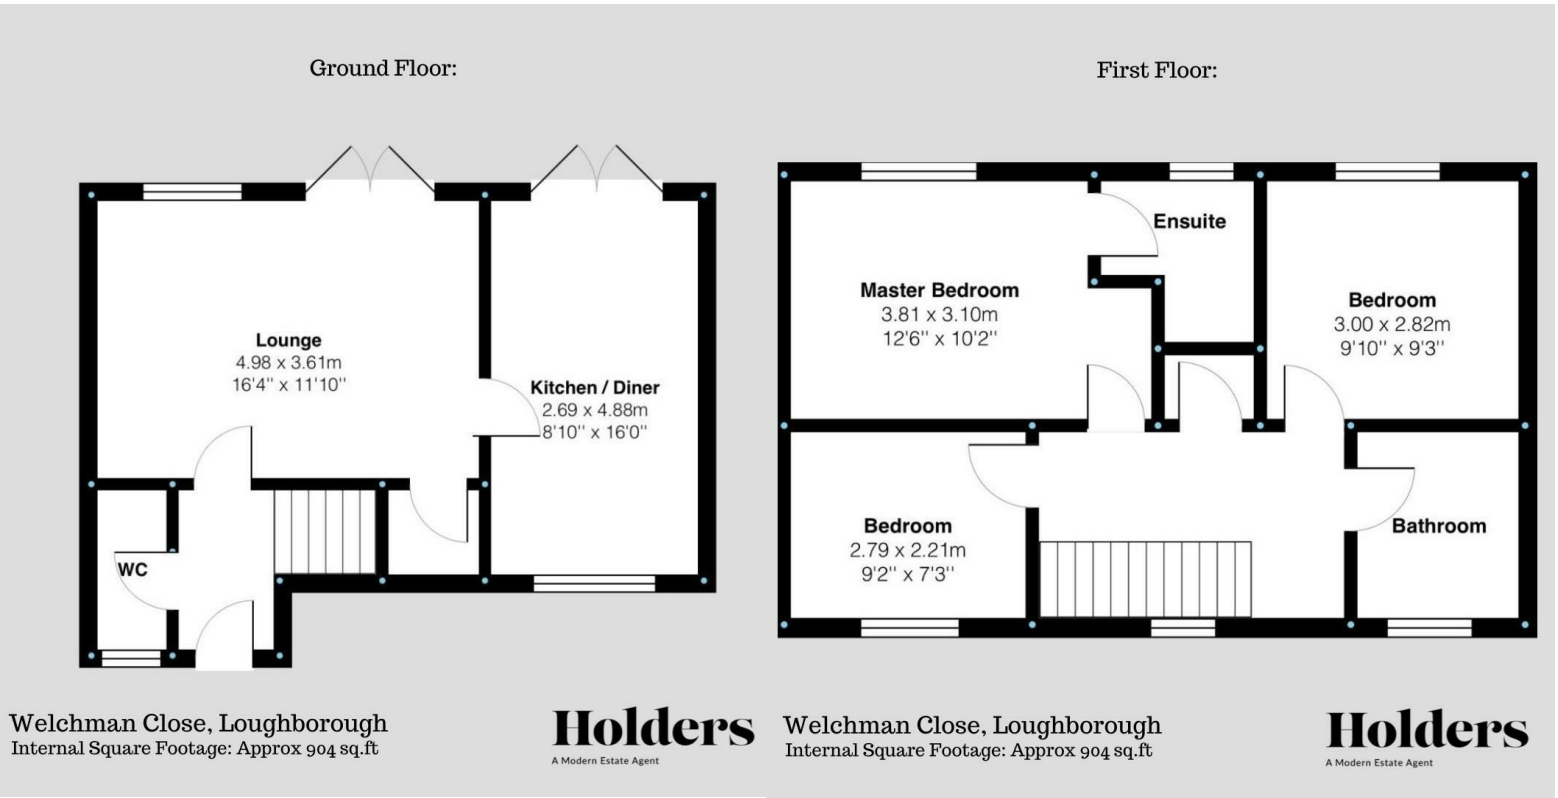 Ground Floor:
Lounge
4.98 x 3.61m
16'4'' x 11'10''
Kitchen / Diner
2.69 x 4.88m
8'10'' x 16'0''
WC
Welchman Close, Loughborough
Internal Square Footage: Approx 904 sq.ft
Holders
A Modern Estate Agent
First Floor:
Ensuite
Master Bedroom
3.81 x 3.10m
12'6'' x 10'2''
Bedroom
3.00 x 2.82m
9'10'' x 9'3''
Bedroom
2.79 x 2.21m
9'2'' x 7'3''
Bathroom
Welchman Close, Loughborough
Internal Square Footage: Approx 904 sq.ft
Holders
A Modern Estate Agent